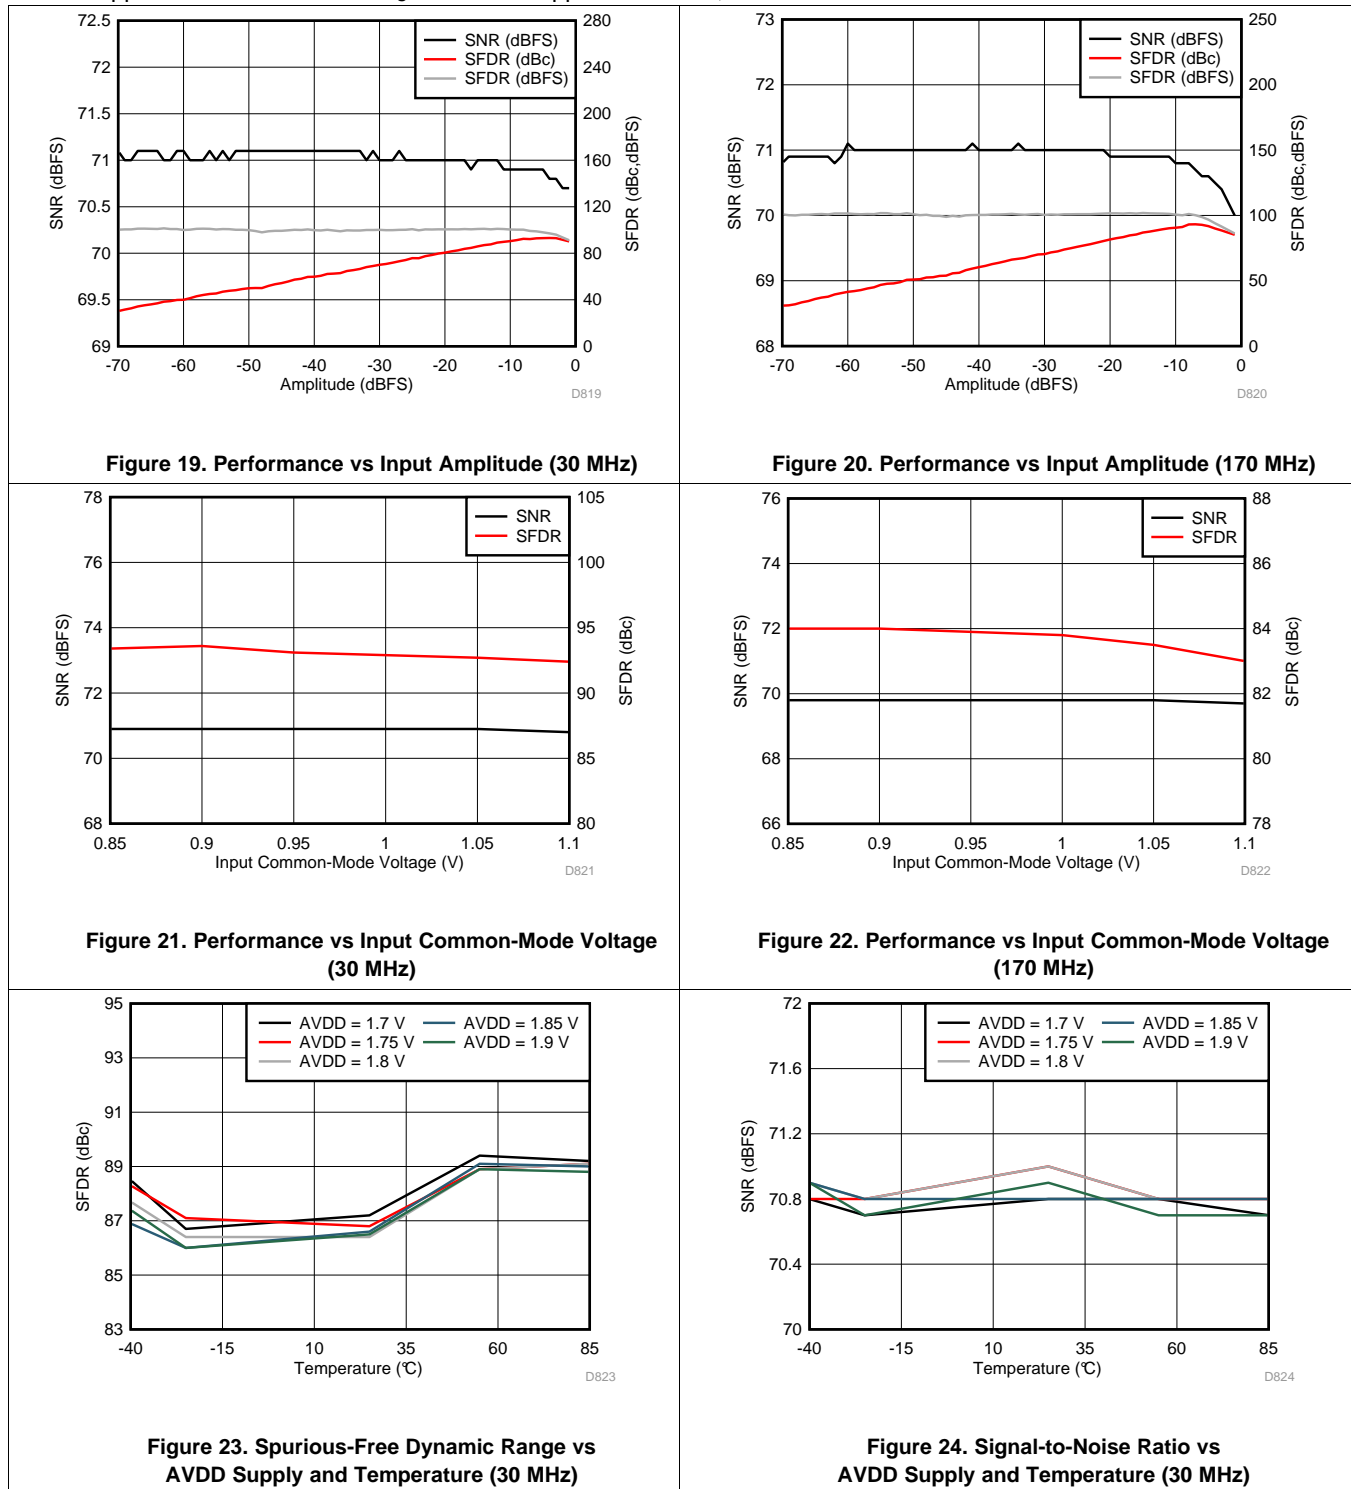 72.5
72
71.5
71
70.5
70
69.5
69
280
240
200
160
120
80
40
0
-70 -60 -50 -40 -30 -20 -10 0
SNR (dBFS)
SFDR (dBc,dBFS)
Amplitude (dBFS)
SNR (dBFS)
SFDR (dBc)
SFDR (dBFS)
D819
Figure 19. Performance vs Input Amplitude (30 MHz)
73
72
71
70
69
68
250
200
150
100
50
0
-70 -60 -50 -40 -30 -20 -10 0
SNR (dBFS)
SFDR (dBc,dBFS)
Amplitude (dBFS)
SNR (dBFS)
SFDR (dBc)
SFDR (dBFS)
D820
Figure 20. Performance vs Input Amplitude (170 MHz)
78
76
74
72
70
68
105
100
95
90
85
80
0.85 0.9 0.95 1 1.05 1.1
SNR (dBFS)
SFDR (dBc)
Input Common-Mode Voltage (V)
SNR
SFDR
D821
Figure 21. Performance vs Input Common-Mode Voltage
(30 MHz)
76
74
72
70
68
66
88
86
84
82
80
78
0.85 0.9 0.95 1 1.05 1.1
SNR (dBFS)
SFDR (dBc)
Input Common-Mode Voltage (V)
SNR
SFDR
D822
Figure 22. Performance vs Input Common-Mode Voltage
(170 MHz)
95
93
91
89
87
85
83
-40 -15 10 35 60 85
SFDR (dBc)
Temperature (°C)
AVDD = 1.7 V
AVDD = 1.75 V
AVDD = 1.8 V
AVDD = 1.85 V
AVDD = 1.9 V
D823
Figure 23. Spurious-Free Dynamic Range vs
AVDD Supply and Temperature (30 MHz)
72
71.6
71.2
70.8
70.4
70
-40 -15 10 35 60 85
SNR (dBFS)
Temperature (°C)
AVDD = 1.7 V
AVDD = 1.75 V
AVDD = 1.8 V
AVDD = 1.85 V
AVDD = 1.9 V
D824
Figure 24. Signal-to-Noise Ratio vs
AVDD Supply and Temperature (30 MHz)